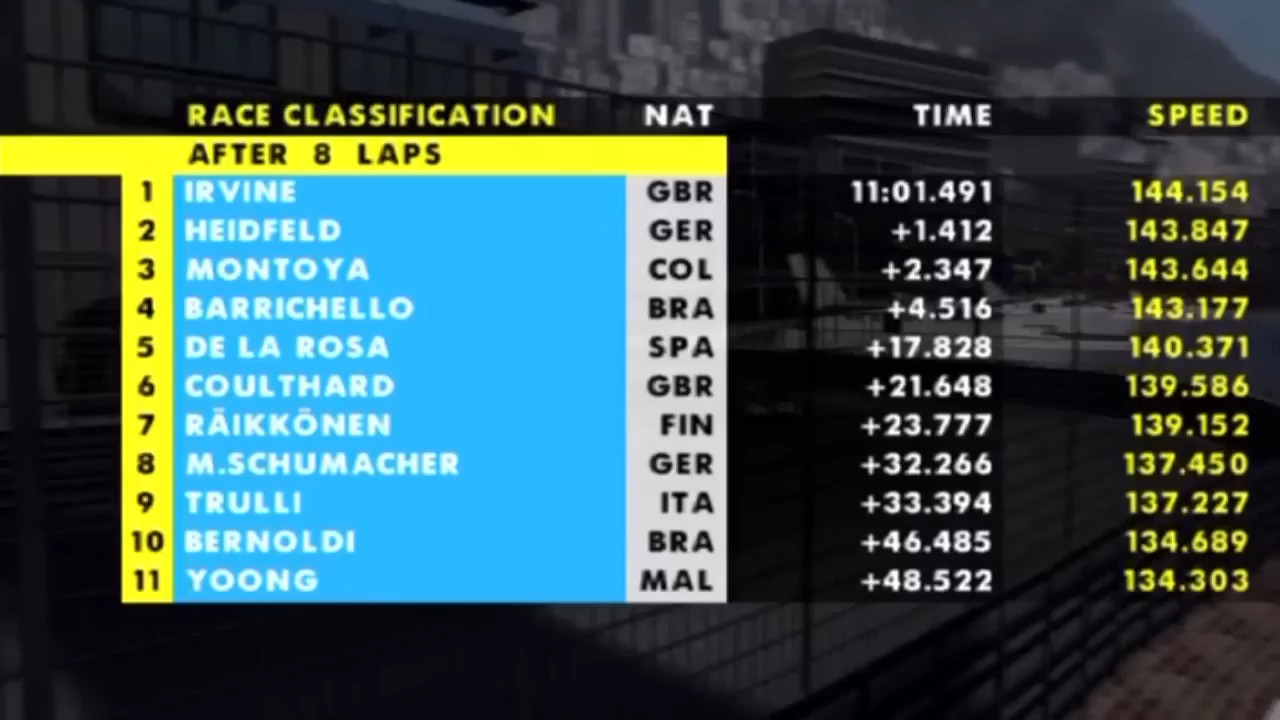 RACE CLASSIFICATION NAT TIME SPEED
AFTER 8 LAPS
1 IRVINE GBR 11:01.491 144.154
2 HEIDFELD GER +1.412 143.847
3 MONTOYA COL +2.347 143.644
4 BARRICHELLO BRA +4.516 143.177
5 DE LA ROSA SPA +17.828 140.371
6 COULTHARD GBR +21.648 139.586
7 RÄIKKÖNEN FIN +23.777 139.152
8 M.SCHUMACHER GER +32.266 137.450
9 TRULLI ITA +33.394 137.227
10 BERNOLDI BRA +46.485 134.689
11 YOONG MAL +48.522 134.303